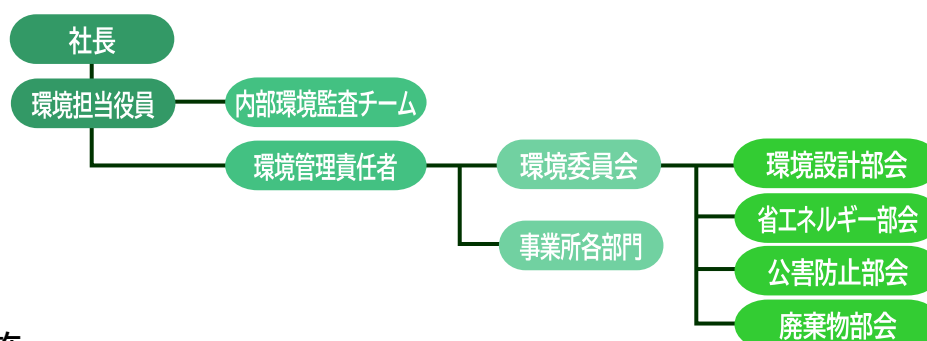 社長
環境担当役員
内部環境監査チーム
環境管理責任者
環境委員会
事業所各部門
環境設計部会
省エネルギー部会
公害防止部会
廃棄物部会